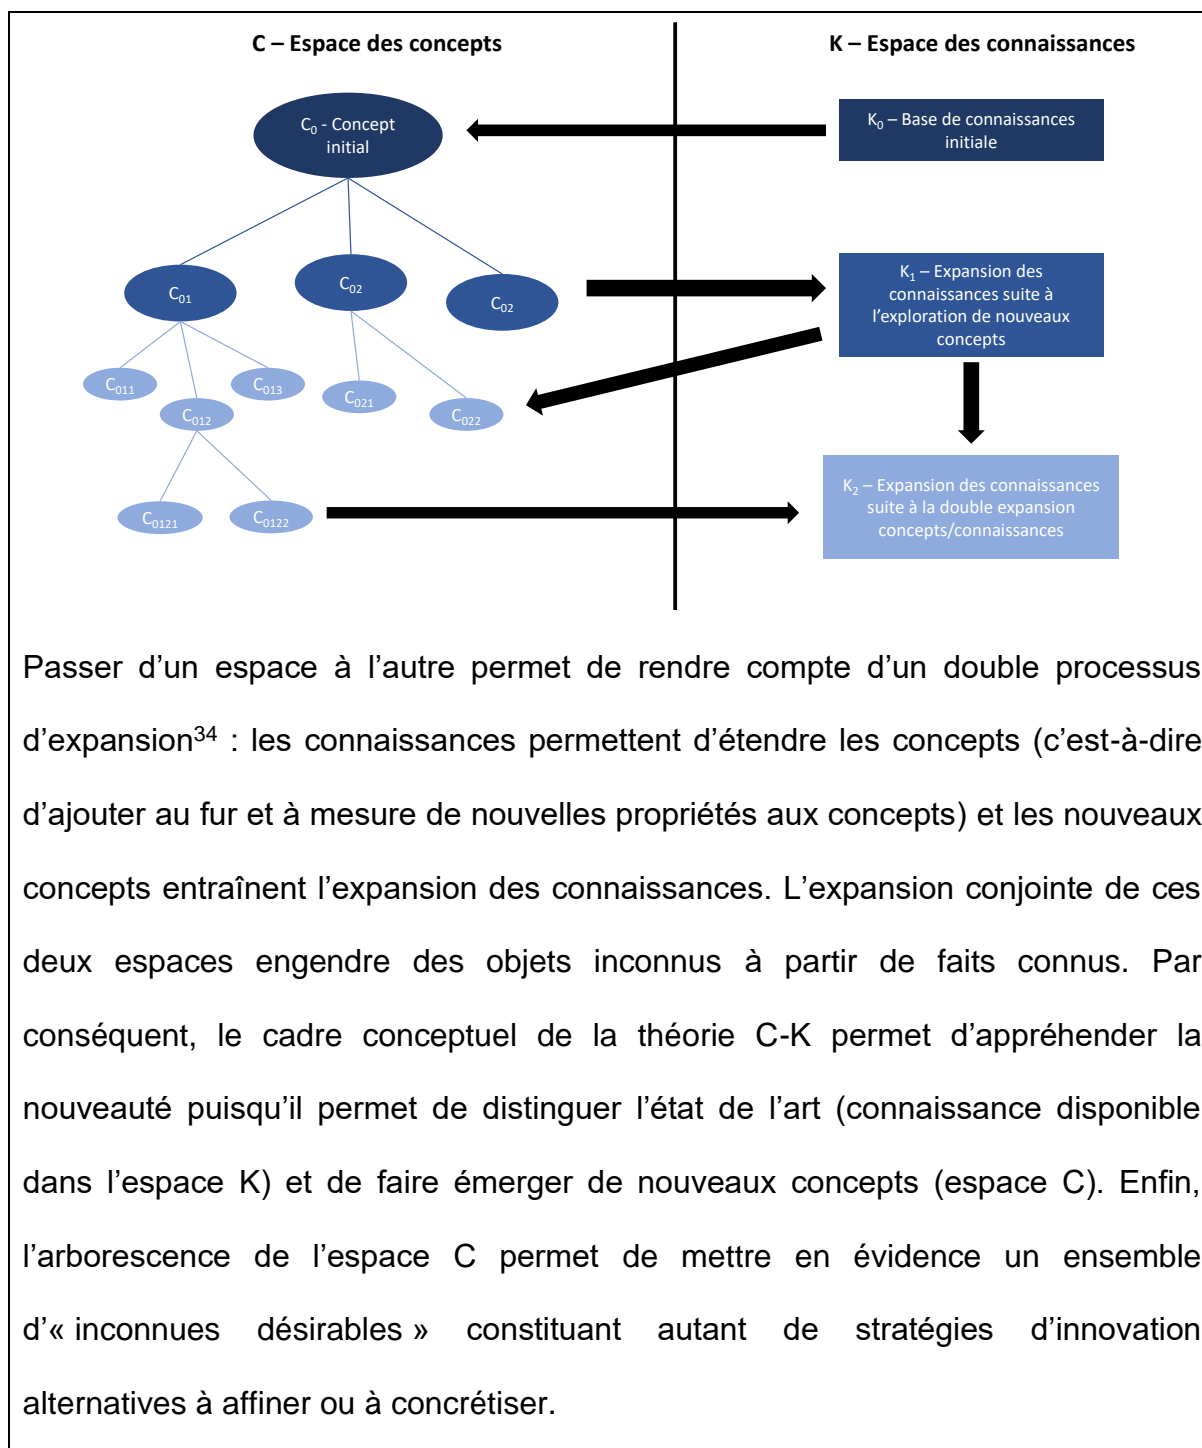 C – Espace des concepts
K – Espace des connaissances
C0 - Concept
initial
K0 – Base de connaissances
initiale
C01
C02
C02
K1 – Expansion des
connaissances suite à
l’exploration de nouveaux
concepts
C011
C012
C013
C021
C022
C0121
C0122
K2 – Expansion des connaissances
suite à la double expansion
concepts/connaissances
Passer d’un espace à l’autre permet de rendre compte d’un double processus
d’expansion34 : les connaissances permettent d’étendre les concepts (c’est-à-dire
d’ajouter au fur et à mesure de nouvelles propriétés aux concepts) et les nouveaux
concepts entraînent l’expansion des connaissances. L’expansion conjointe de ces
deux espaces engendre des objets inconnus à partir de faits connus. Par
conséquent, le cadre conceptuel de la théorie C-K permet d’appréhender la
nouveauté puisqu’il permet de distinguer l’état de l’art (connaissance disponible
dans l’espace K) et de faire émerger de nouveaux concepts (espace C). Enfin,
l’arborescence de l’espace C permet de mettre en évidence un ensemble
d’« inconnues désirables » constituant autant de stratégies d’innovation
alternatives à affiner ou à concrétiser.